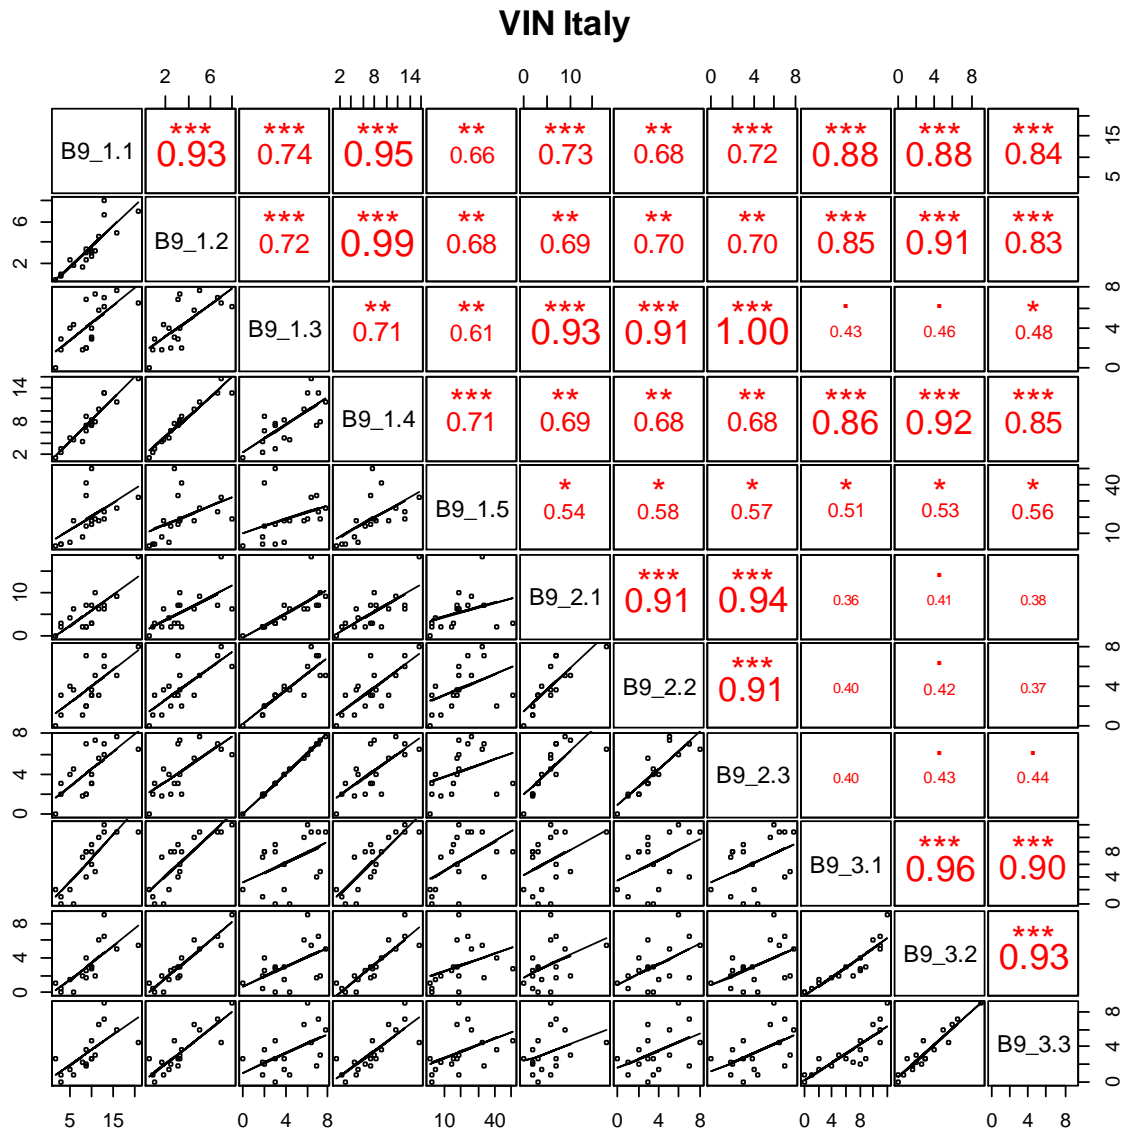 VIN Italy
2 6 2 8 14 0 10 0 4 8 0 4 8
B9_1.1 *** 0.93 *** 0.74 *** 0.95 ** 0.66 *** 0.73 ** 0.68 *** 0.72 *** 0.88 *** 0.88 *** 0.84 5 15
2 6 B9_1.2 *** 0.72 *** 0.99 ** 0.68 ** 0.69 ** 0.70 ** 0.70 *** 0.85 *** 0.91 *** 0.83
B9_1.3 ** 0.71 ** 0.61 *** 0.93 *** 0.91 *** 1.00 . 0.43 . 0.46 * 0.48 0 4 8
2 8 14 B9_1.4 *** 0.71 ** 0.69 ** 0.68 ** 0.68 *** 0.86 *** 0.92 *** 0.85
B9_1.5 * 0.54 * 0.58 * 0.57 * 0.51 * 0.53 * 0.56 10 40
0 10 B9_2.1 *** 0.91 *** 0.94 0.36 . 0.41 0.38
B9_2.2 *** 0.91 0.40 . 0.42 0.37 0 4 8
0 4 8 B9_2.3 0.40 . 0.43 . 0.44
B9_3.1 *** 0.96 *** 0.90 0 4 8
0 4 8 B9_3.2 *** 0.93
B9_3.3 0 4 8
5 15 0 4 8 10 40 0 4 8 0 4 8 0 4 8